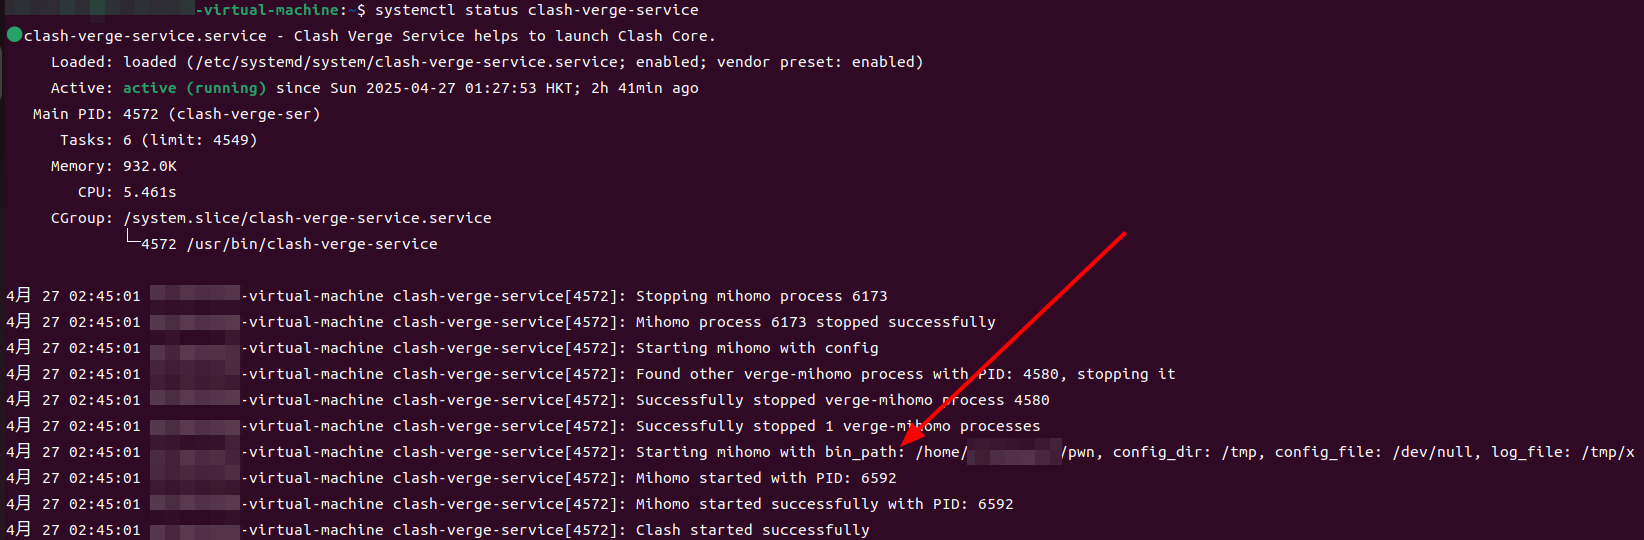 -virtual-machine:~$ systemctl status clash-verge-service
clash-verge-service.service - Clash Verge Service helps to launch Clash Core.
Loaded: loaded (/etc/systemd/system/clash-verge-service.service; enabled; vendor preset: enabled)
Active: active (running) since Sun 2025-04-27 01:27:53 HKT; 2h 41min ago
Main PID: 4572 (clash-verge-ser)
Tasks: 6 (limit: 4549)
Memory: 932.0K
CPU: 5.461s
CGroup: /system.slice/clash-verge-service.service
└─4572 /usr/bin/clash-verge-service
4月 27 02:45:01 -virtual-machine clash-verge-service[4572]: Stopping mihomo process 6173
4月 27 02:45:01 -virtual-machine clash-verge-service[4572]: Mihomo process 6173 stopped successfully
4月 27 02:45:01 -virtual-machine clash-verge-service[4572]: Starting mihomo with config
4月 27 02:45:01 -virtual-machine clash-verge-service[4572]: Found other verge-mihomo process with PID: 4580, stopping it
4月 27 02:45:01 -virtual-machine clash-verge-service[4572]: Successfully stopped verge-mihomo process 4580
4月 27 02:45:01 -virtual-machine clash-verge-service[4572]: Successfully stopped 1 verge-mihomo processes
4月 27 02:45:01 -virtual-machine clash-verge-service[4572]: Starting mihomo with bin_path: /home/ /pwn, config_dir: /tmp, config_file: /dev/null, log_file: /tmp/x
4月 27 02:45:01 -virtual-machine clash-verge-service[4572]: Mihomo started with PID: 6592
4月 27 02:45:01 -virtual-machine clash-verge-service[4572]: Mihomo started successfully with PID: 6592
4月 27 02:45:01 -virtual-machine clash-verge-service[4572]: Clash started successfully